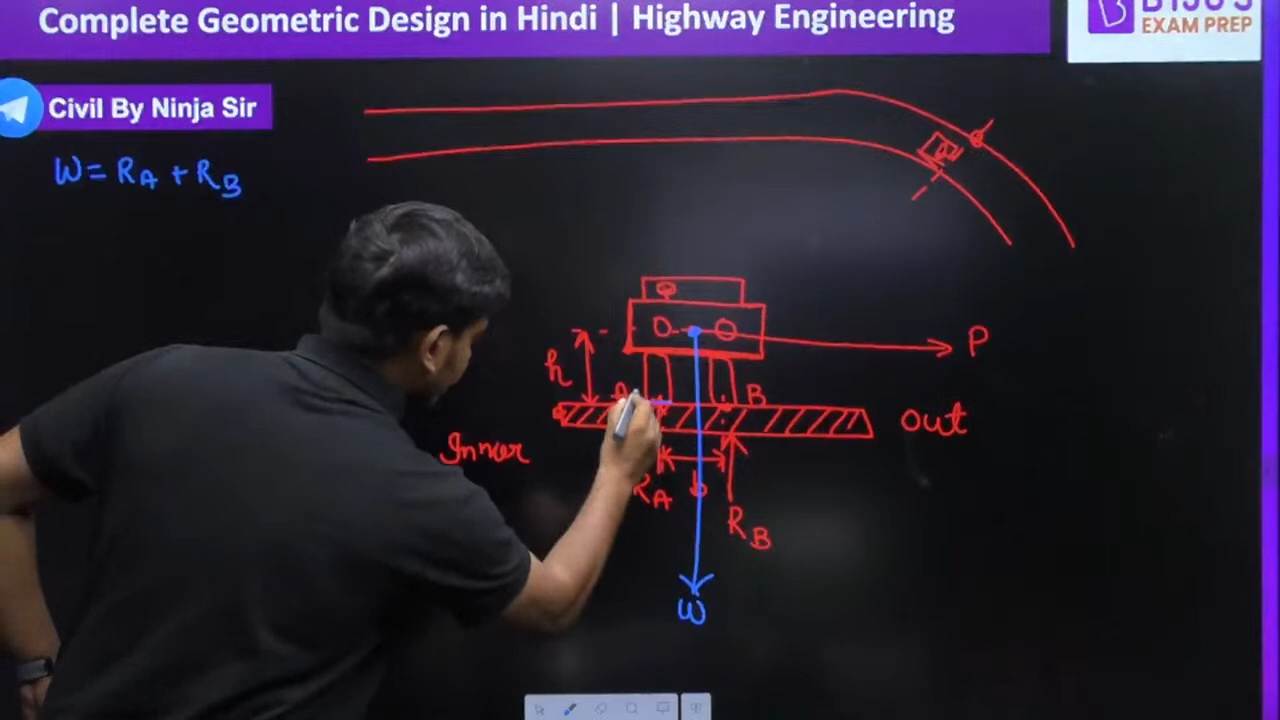 Complete Geometric Design in Hindi | Highway Engineering
BYJU'S
EXAM PREP
Civil By Ninja Sir
W = RA + RB
P
h
A
B
out
Inner
b
RA
RB
W